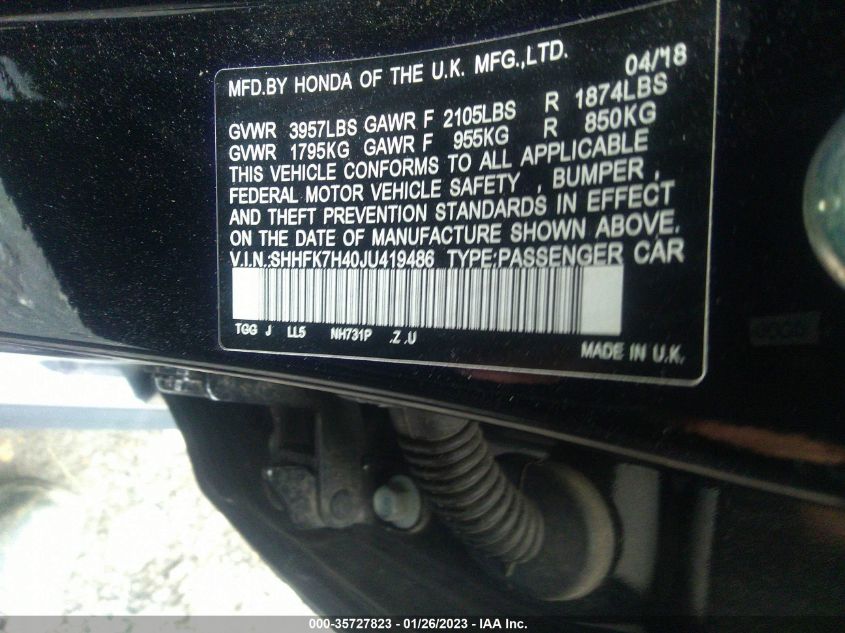 MFD.BY HONDA OF THE U.K. MFG.,LTD. 04/18
GVWR 3957LBS GAWR F 2105LBS R 1874LBS
GVWR 1795KG GAWR F 955KG R 850KG
THIS VEHICLE CONFORMS TO ALL APPLICABLE
FEDERAL MOTOR VEHICLE SAFETY , BUMPER ,
AND THEFT PREVENTION STANDARDS IN EFFECT
ON THE DATE OF MANUFACTURE SHOWN ABOVE.
V.I.N.:SHHFK7H40JU419486 TYPE:PASSENGER CAR
TGG J LL5 NH731P .Z .U
MADE IN U.K.
000-35727823 - 01/26/2023 - IAA Inc.